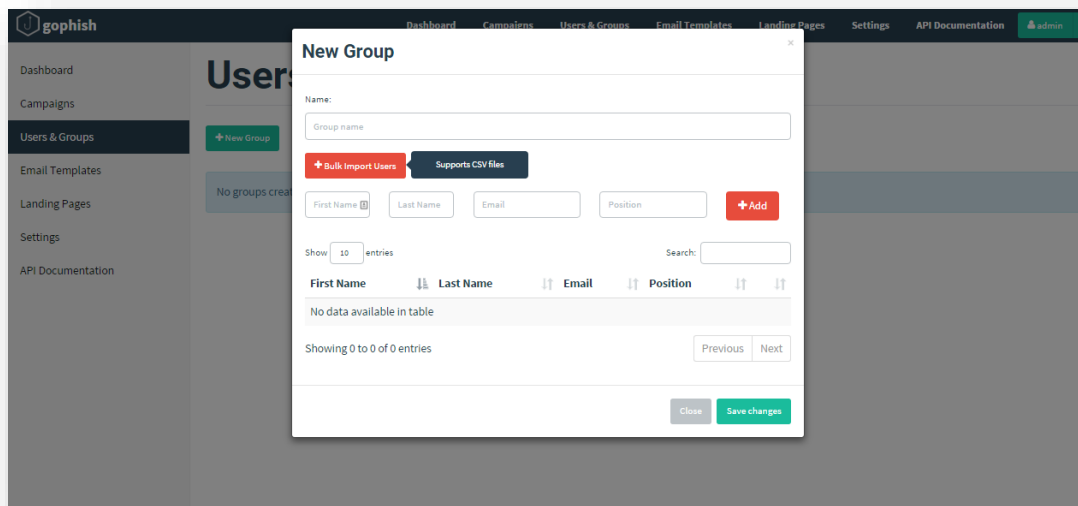 gophish
Dashboard Campaigns Users & Groups Email Templates Landing Pages Settings API Documentation admin
Dashboard
Campaigns
Users & Groups
Email Templates
Landing Pages
Settings
API Documentation
User
+ New Group
No groups crea
New Group
×
Name:
Group name
+ Bulk Import Users
Supports CSV files
First Name
Last Name
Email
Position
+ Add
Show 10 entries
Search:
First Name Last Name Email Position
No data available in table
Showing 0 to 0 of 0 entries
Previous Next
Close
Save changes